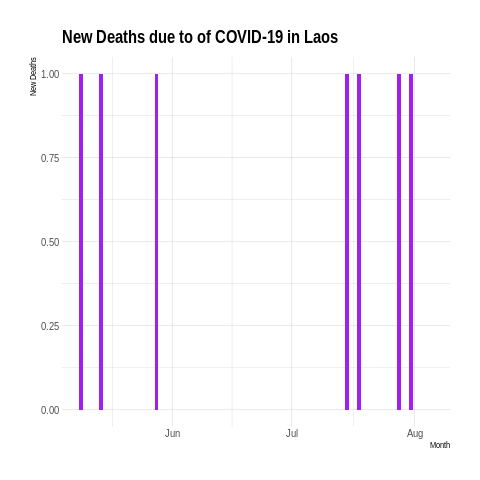 New Deaths due to of COVID-19 in Laos
New Deaths
1.00
0.75
0.50
0.25
0.00
Jun Jul Aug
Month